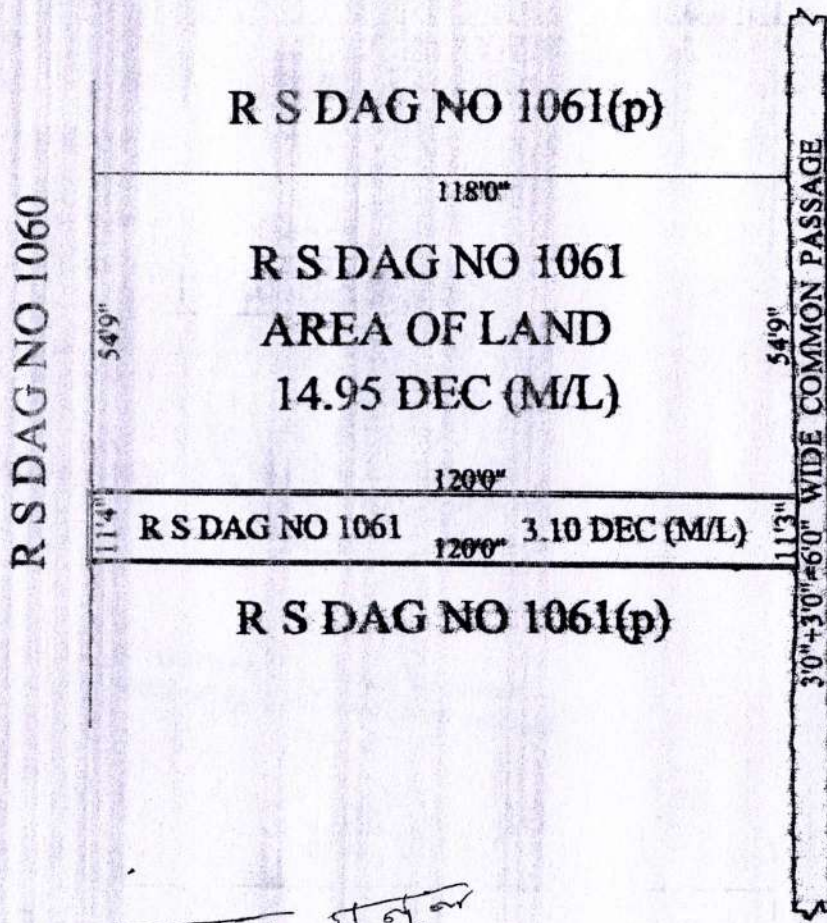 R S DAG NO 1061(p)
118'0"
R S DAG NO 1060
54'9"
R S DAG NO 1061
AREA OF LAND
14.95 DEC (M/L)
54'9"
3'0"+3'0"=6'0" WIDE COMMON PASSAGE
120'0"
11'4"
R S DAG NO 1061
120'0"
3.10 DEC (M/L)
11'3"
R S DAG NO 1061(p)